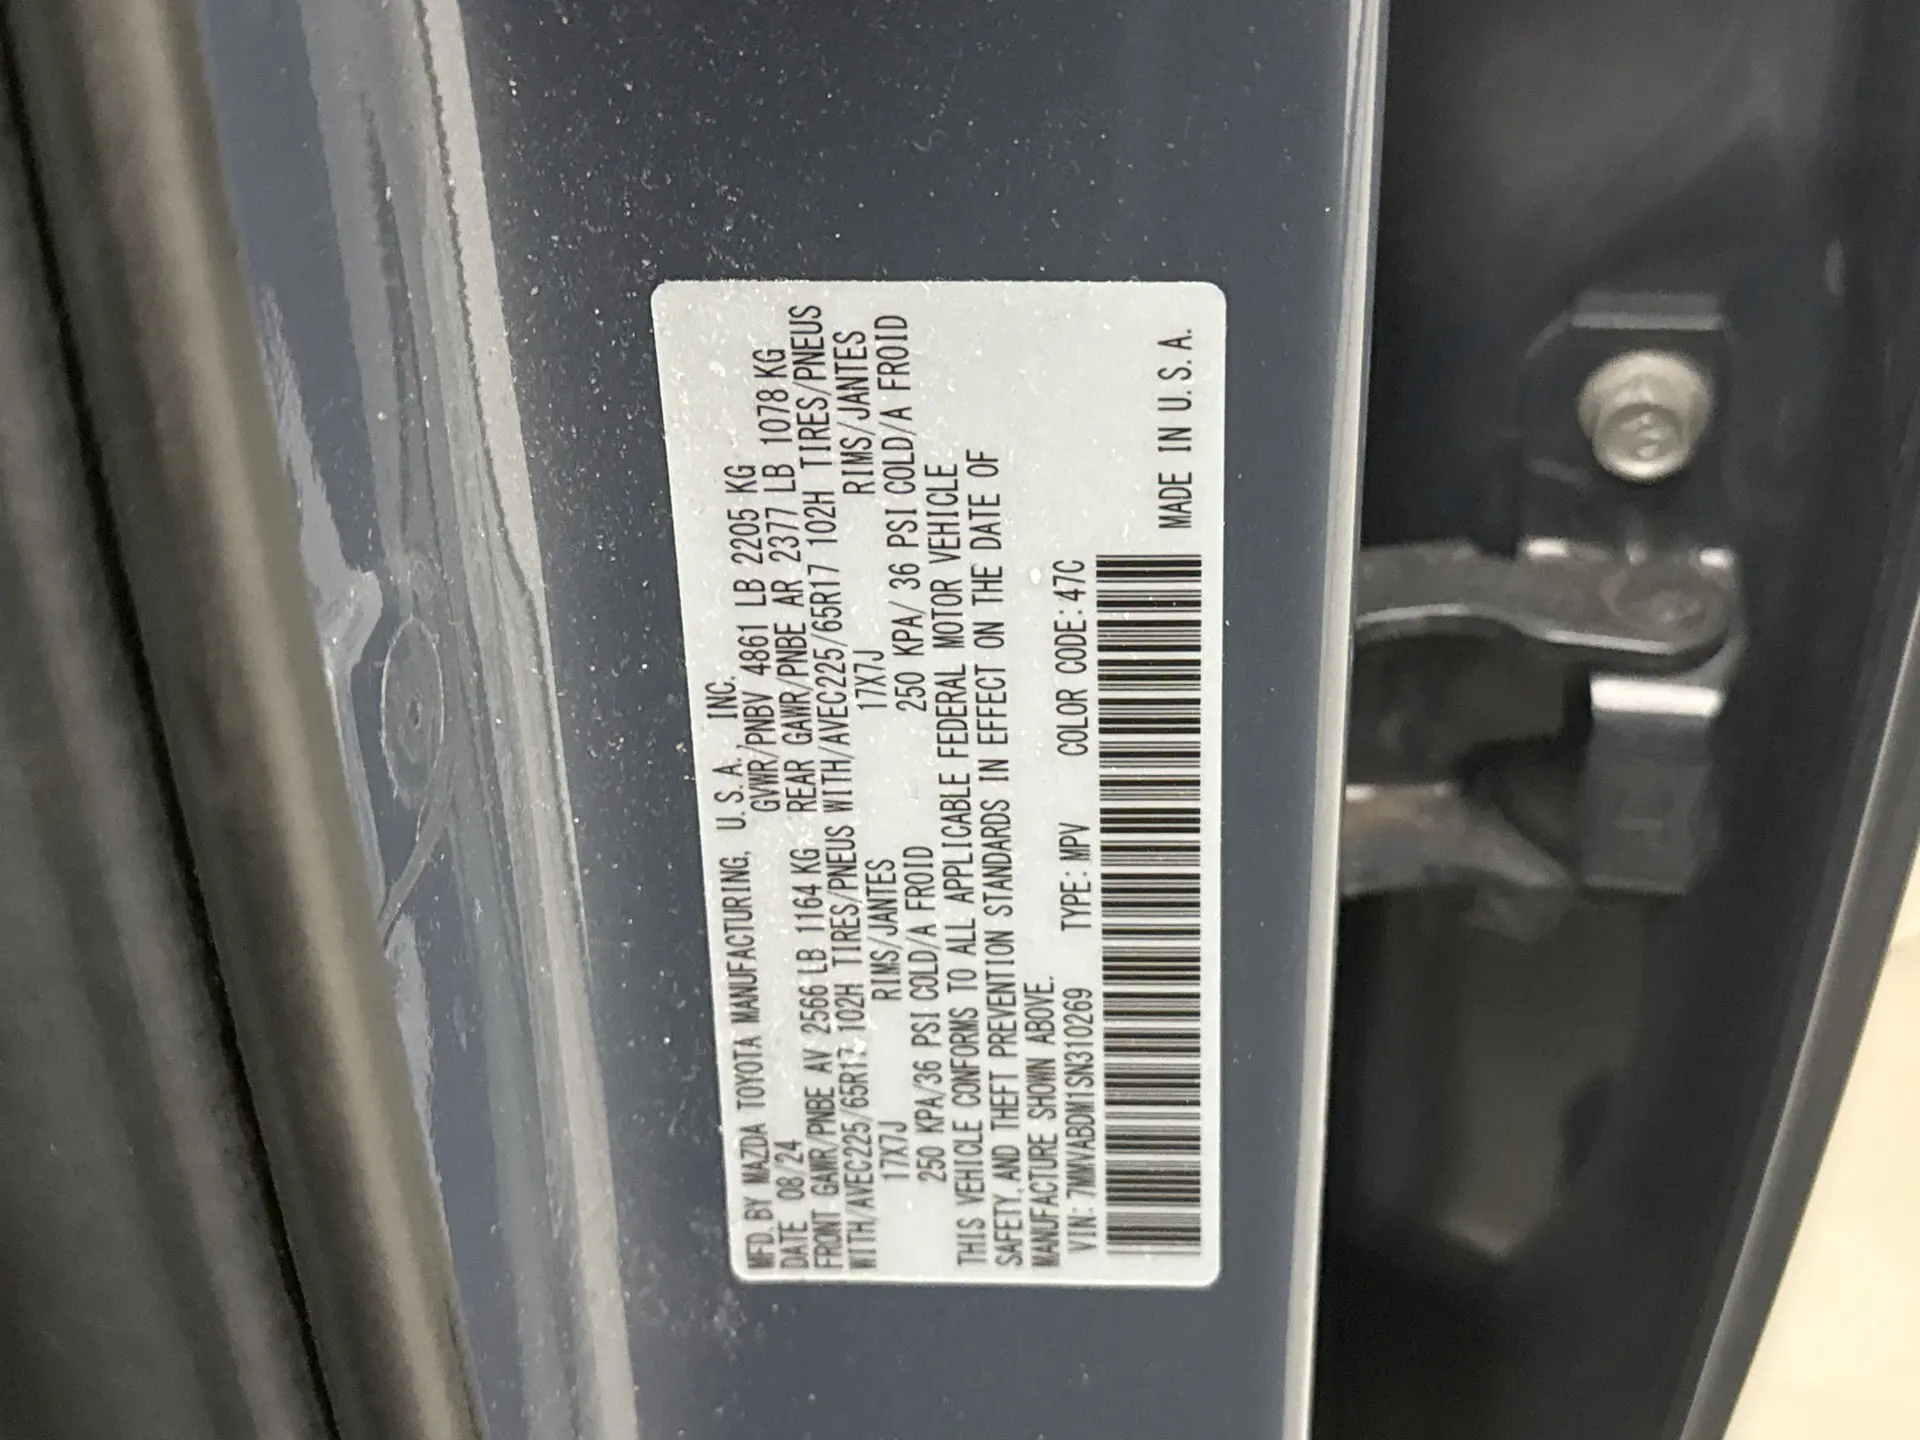 MFD. BY MAZDA TOYOTA MANUFACTURING, U.S.A., INC.
DATE 08/24 GVWR/PNBV 4861 LB 2205 KG
FRONT GAWR/PNBE AV 2566 LB 1164 KG REAR GAWR/PNBE AR 2377 LB 1078 KG
WITH/AVEC225/65R17 102H TIRES/PNEUS WITH/AVEC225/65R17 102H TIRES/PNEUS
17X7J RIMS/JANTES 17X7J RIMS/JANTES
250 KPA/36 PSI COLD/A FROID 250 KPA/ 36 PSI COLD/A FROID
THIS VEHICLE CONFORMS TO ALL APPLICABLE FEDERAL MOTOR VEHICLE
SAFETY, AND THEFT PREVENTION STANDARDS IN EFFECT ON THE DATE OF
MANUFACTURE SHOWN ABOVE.
VIN: 7MMVABDM1SN310269 TYPE: MPV COLOR CODE: 47C
MADE IN U.S.A.